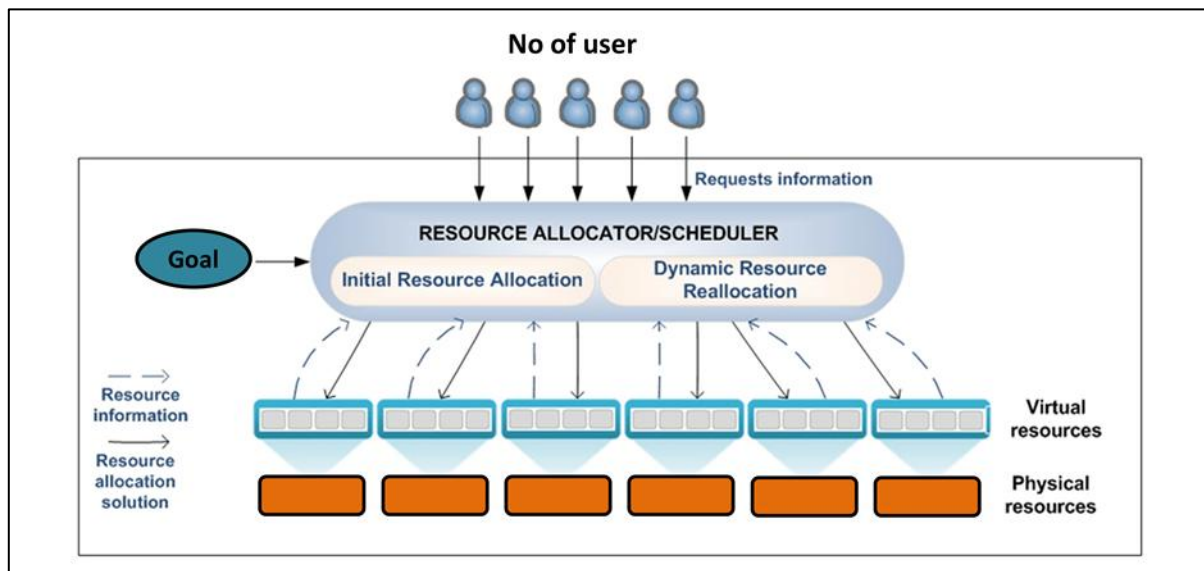 No of user
Requests information
RESOURCE ALLOCATOR/SCHEDULER
Goal
Initial Resource Allocation
Dynamic Resource
Reallocation
Resource
information
Resource
allocation
solution
Virtual
resources
Physical
resources